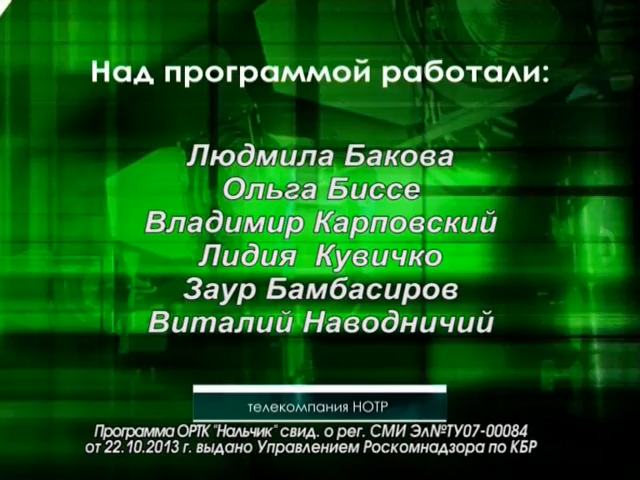 Над программой работали:
Людмила Бакова
Ольга Биссе
Владимир Карповский
Лидия Кувичко
Заур Бамбасиров
Виталий Наводничий
телекомпания НОТР
Программа ОРТК "Нальчик" свид. о рег. СМИ Эл№ТУ07-00084
от 22.10.2013 г. выдано Управлением Роскомнадзора по КБР